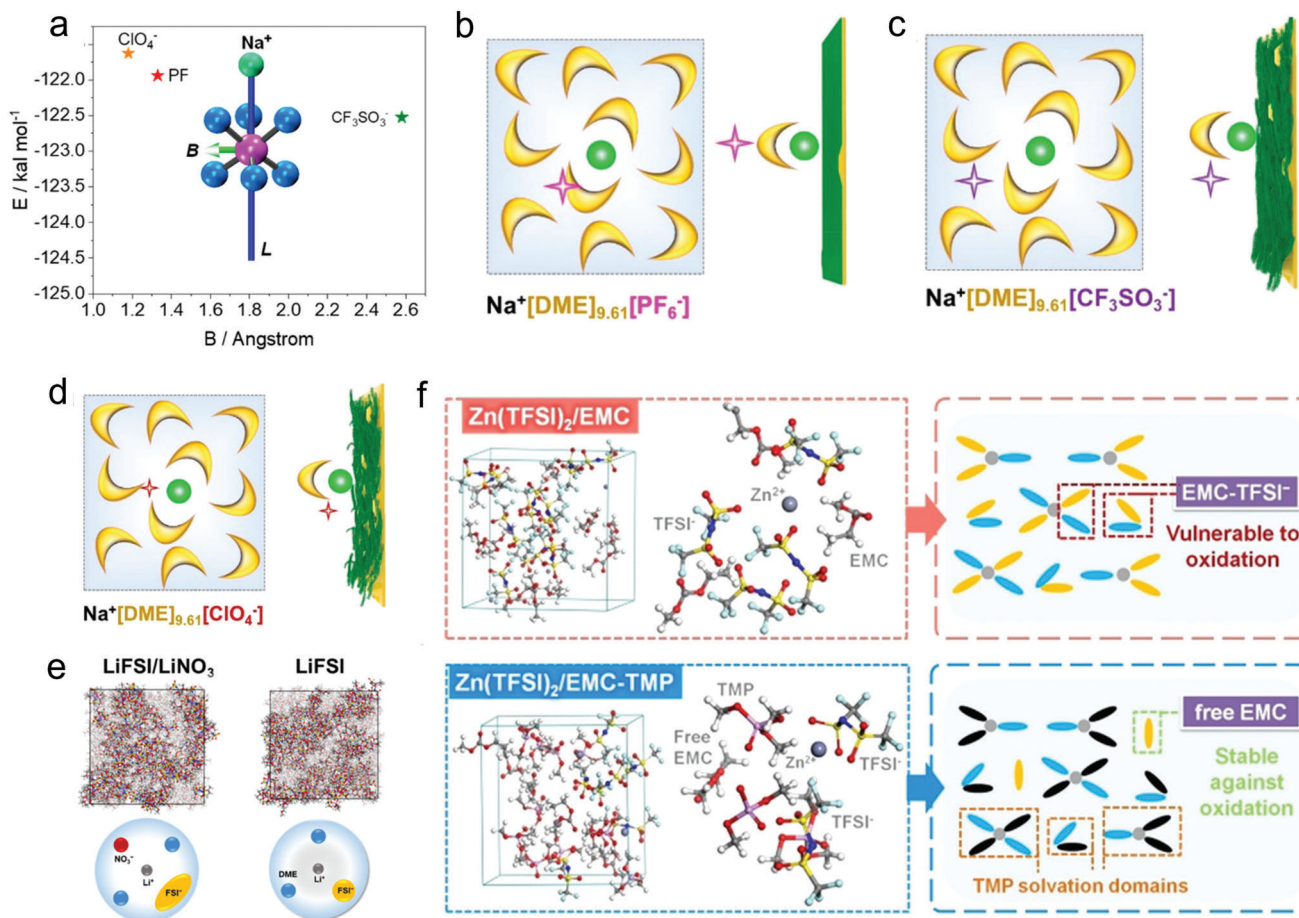 a
ClO₄⁻
Na⁺
PF
CF₃SO₃⁻
B
L
E / kal mol⁻¹
-122.0
-122.5
-123.0
-123.5
-124.0
-124.5
-125.0
1.0 1.2 1.4 1.6 1.8 2.0 2.2 2.4 2.6
B / Angstrom
b
Na⁺[DME]₉.₆₁[PF₆⁻]
c
Na⁺[DME]₉.₆₁[CF₃SO₃⁻]
d
Na⁺[DME]₉.₆₁[ClO₄⁻]
e
LiFSI/LiNO₃
LiFSI
NO₃⁻
Li⁺
FSI⁻
DME
Li⁺
FSI⁻
f
Zn(TFSI)₂/EMC
Zn²⁺
TFSI⁻
EMC
EMC-TFSI⁻
Vulnerable to
oxidation
Zn(TFSI)₂/EMC-TMP
TMP
Free
EMC
Zn²⁺
TFSI⁻
TFSI⁻
free EMC
Stable
against
oxidation
TMP solvation domains